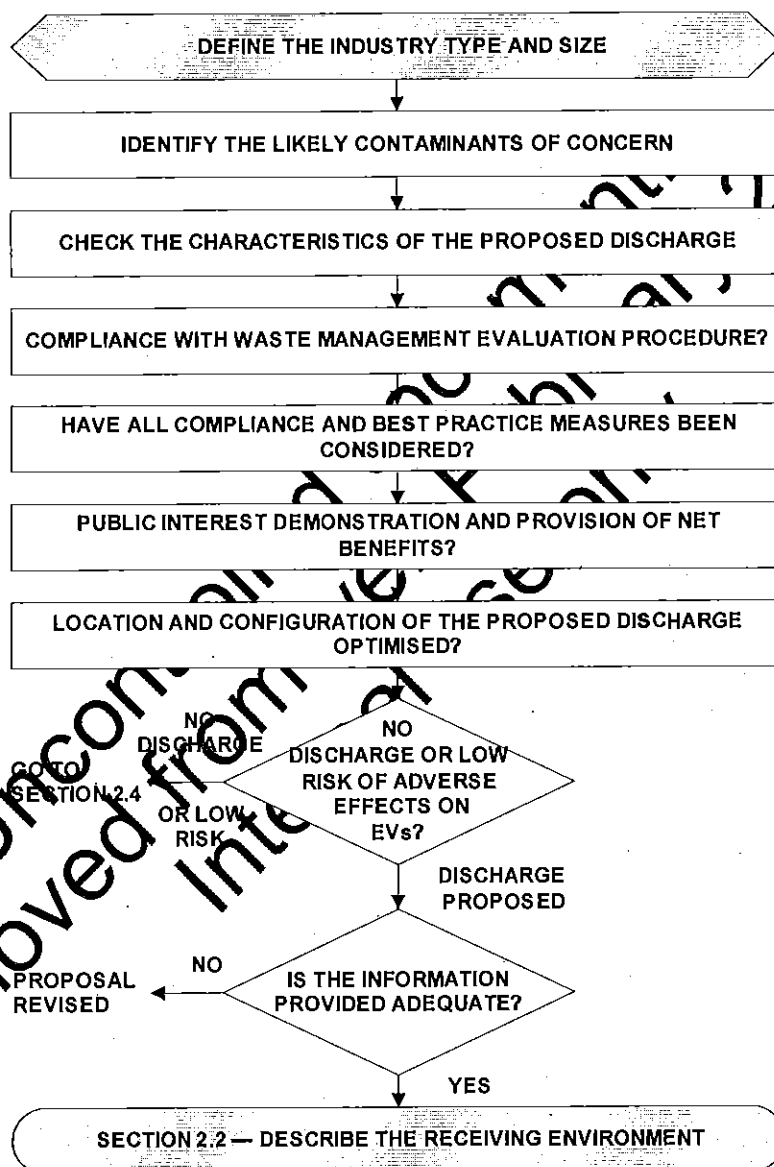 DEFINE THE INDUSTRY TYPE AND SIZE
IDENTIFY THE LIKELY CONTAMINANTS OF CONCERN
CHECK THE CHARACTERISTICS OF THE PROPOSED DISCHARGE
COMPLIANCE WITH WASTE MANAGEMENT EVALUATION PROCEDURE?
HAVE ALL COMPLIANCE AND BEST PRACTICE MEASURES BEEN
CONSIDERED?
PUBLIC INTEREST DEMONSTRATION AND PROVISION OF NET
BENEFITS?
LOCATION AND CONFIGURATION OF THE PROPOSED DISCHARGE
OPTIMISED?
NO
DISCHARGE
OR LOW
RISK
GO TO
SECTION 2.4
NO
DISCHARGE OR LOW
RISK OF ADVERSE
EFFECTS ON
EVs?
DISCHARGE
PROPOSED
IS THE INFORMATION
PROVIDED ADEQUATE?
NO
PROPOSAL
REVISED
YES
SECTION 2.2 — DESCRIBE THE RECEIVING ENVIRONMENT